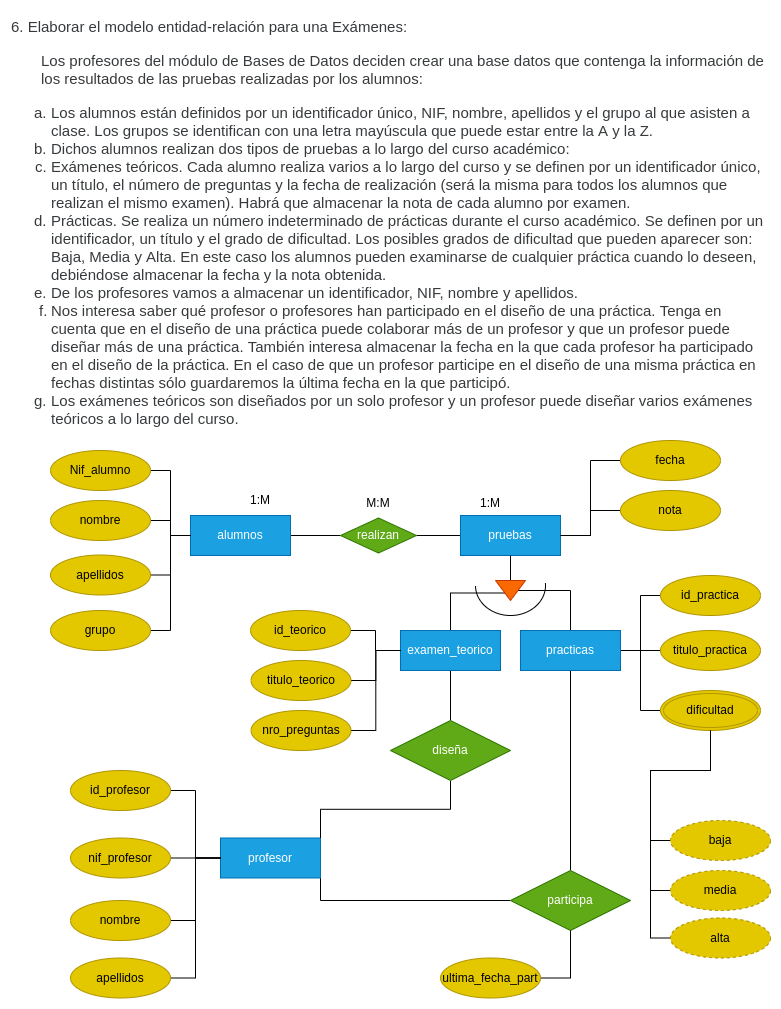 6. Elaborar el modelo entidad-relación para una Exámenes:
Los profesores del módulo de Bases de Datos deciden crear una base datos que contenga la información de
los resultados de las pruebas realizadas por los alumnos:
a. Los alumnos están definidos por un identificador único, NIF, nombre, apellidos y el grupo al que asisten a
clase. Los grupos se identifican con una letra mayúscula que puede estar entre la A y la Z.
b. Dichos alumnos realizan dos tipos de pruebas a lo largo del curso académico:
c. Exámenes teóricos. Cada alumno realiza varios a lo largo del curso y se definen por un identificador único,
un título, el número de preguntas y la fecha de realización (será la misma para todos los alumnos que
realizan el mismo examen). Habrá que almacenar la nota de cada alumno por examen.
d. Prácticas. Se realiza un número indeterminado de prácticas durante el curso académico. Se definen por un
identificador, un título y el grado de dificultad. Los posibles grados de dificultad que pueden aparecer son:
Baja, Media y Alta. En este caso los alumnos pueden examinarse de cualquier práctica cuando lo deseen,
debiéndose almacenar la fecha y la nota obtenida.
e. De los profesores vamos a almacenar un identificador, NIF, nombre y apellidos.
f. Nos interesa saber qué profesor o profesores han participado en el diseño de una práctica. Tenga en
cuenta que en el diseño de una práctica puede colaborar más de un profesor y que un profesor puede
diseñar más de una práctica. También interesa almacenar la fecha en la que cada profesor ha participado
en el diseño de la práctica. En el caso de que un profesor participe en el diseño de una misma práctica en
fechas distintas sólo guardaremos la última fecha en la que participó.
g. Los exámenes teóricos son diseñados por un solo profesor y un profesor puede diseñar varios exámenes
teóricos a lo largo del curso.
Nif_alumno
fecha
1:M
M:M
1:M
nombre
nota
alumnos
realizan
pruebas
apellidos
id_practica
grupo
id_teorico
examen_teorico
practicas
titulo_practica
titulo_teorico
dificultad
nro_preguntas
diseña
id_profesor
baja
nif_profesor
profesor
media
participa
nombre
alta
apellidos
ultima_fecha_part